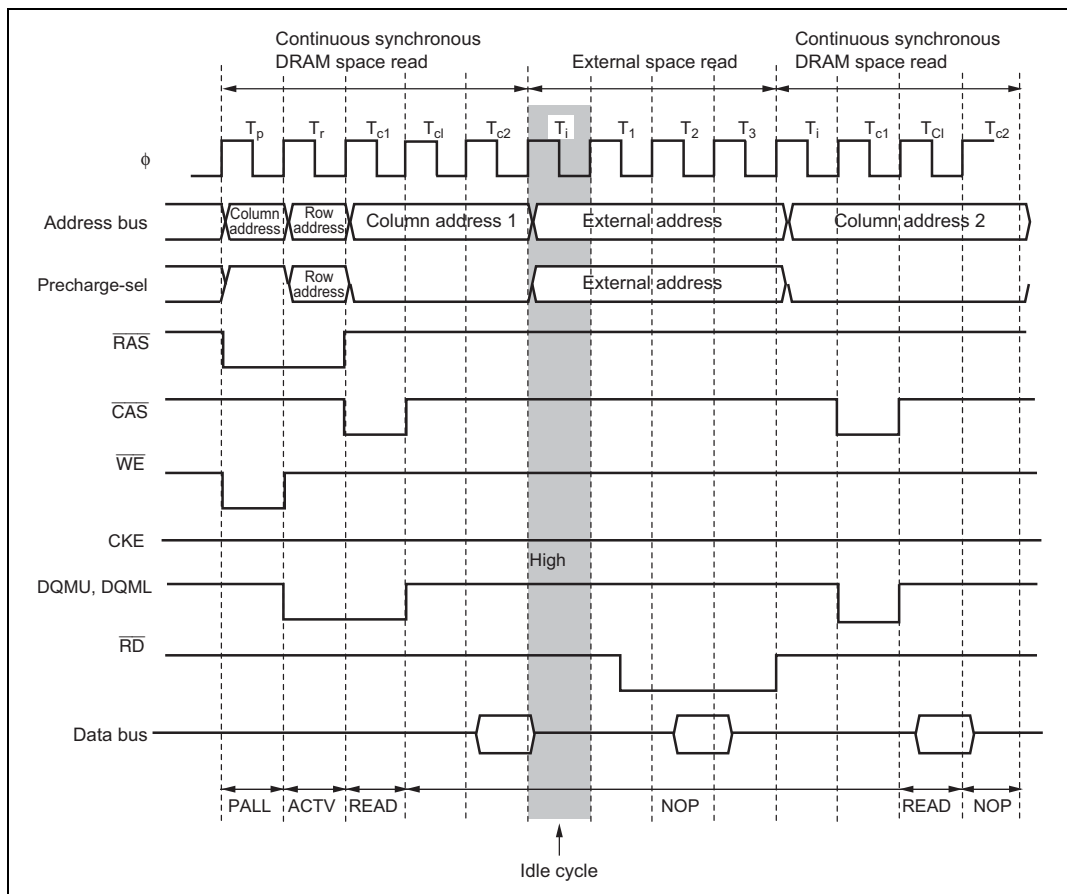 Continuous synchronous
DRAM space read
External space read
Continuous synchronous
DRAM space read
Tp Tr Tc1 Tcl Tc2 Ti T1 T2 T3 Ti Tc1 TCl Tc2
ϕ
Address bus
Column
address
Row
address
Column address 1
External address
Column address 2
Precharge-sel
Row
address
External address
RAS
CAS
WE
CKE
High
DQMU, DQML
RD
Data bus
PALL ACTV READ NOP READ NOP
Idle cycle